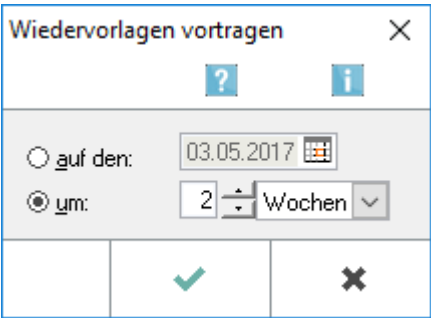 Wiedervorlagen vortragen
? i
auf den: 03.05.2017
um: 2 Wochen